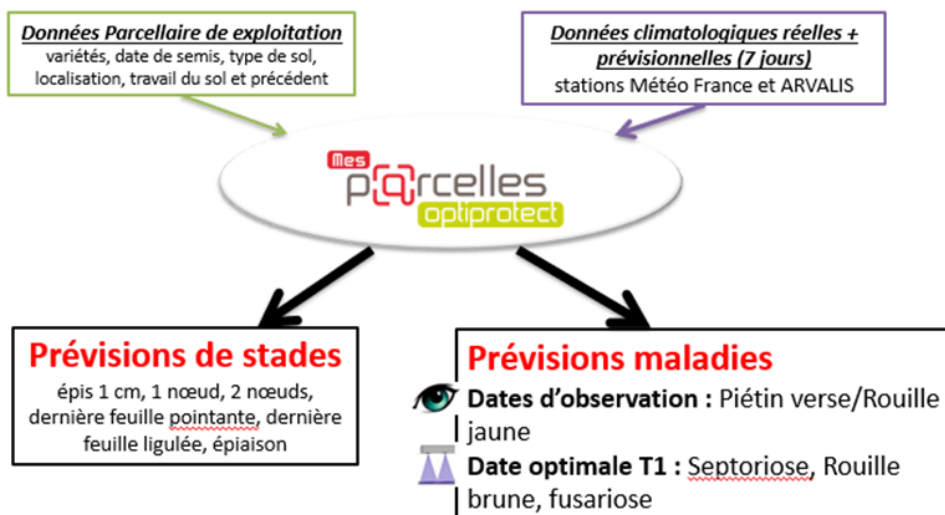 Données Parcellaire de exploitation
variétés, date de semis, type de sol,
localisation, travail du sol et précédent
Données climatologiques réelles +
prévisionnelles (7 jours)
stations Météo France et ARVALIS
Mes
p@rcelles
optiprotect
Prévisions de stades
épis 1 cm, 1 nœud, 2 nœuds,
dernière feuille pointante, dernière
feuille ligulée, épiaison
Prévisions maladies
Dates d’observation : Piétin verse/Rouille
jaune
Date optimale T1 : Septoriose, Rouille
brune, fusariose